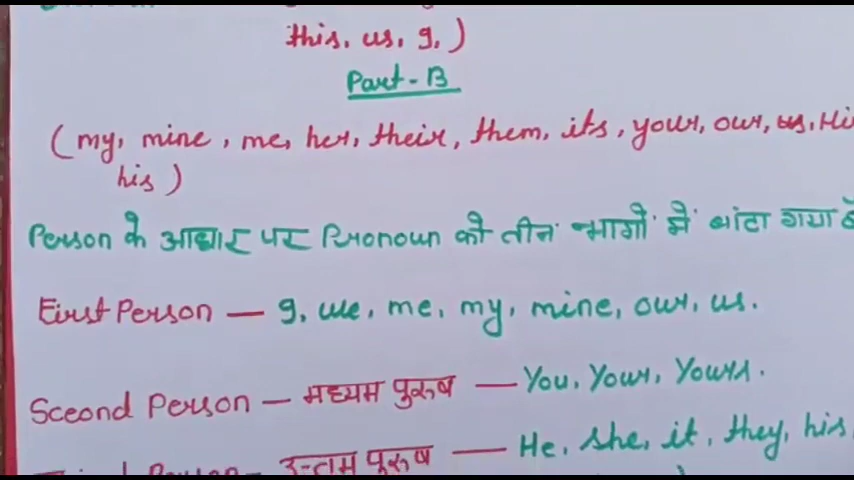 this, us, I, )
Part-B
(my, mine, me, her, their, them, its, your, our, us, Hi
his )
Person के आधार पर Pronoun को तीन भागों में बांटा गया है
First Person — I, we, me, my, mine, our, us.
Sceond Person — मध्यम पुरूष — You, Your, Yours.
Person - उत्तम पुरूष — He, she, it, they, his,